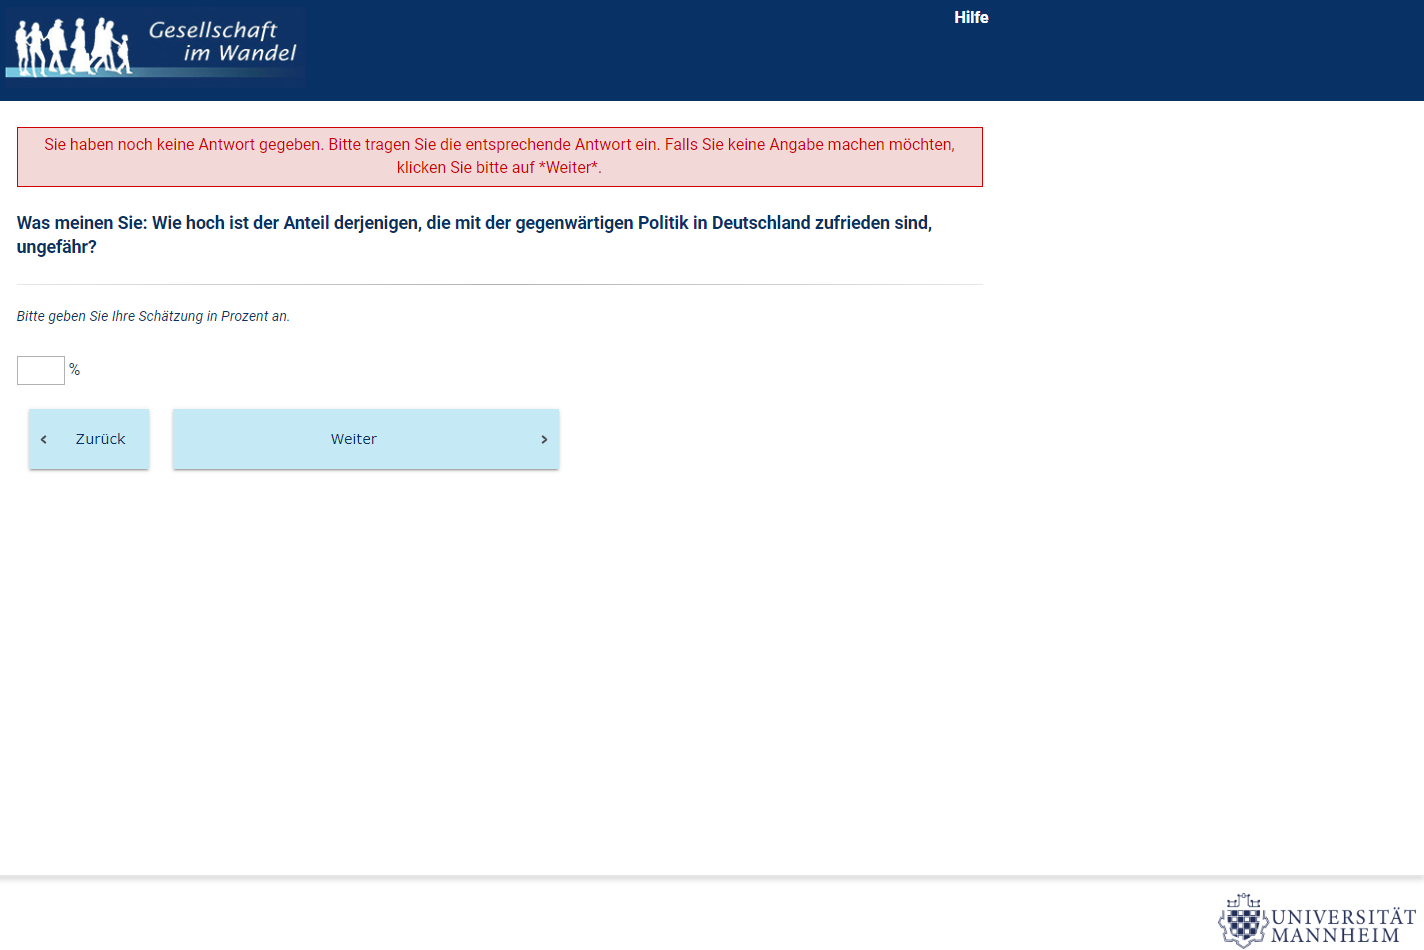 Gesellschaft
im Wandel
Hilfe
Sie haben noch keine Antwort gegeben. Bitte tragen Sie die entsprechende Antwort ein. Falls Sie keine Angabe machen möchten,
klicken Sie bitte auf *Weiter*.
Was meinen Sie: Wie hoch ist der Anteil derjenigen, die mit der gegenwärtigen Politik in Deutschland zufrieden sind,
ungefähr?
Bitte geben Sie Ihre Schätzung in Prozent an.
%
Zurück
Weiter
UNIVERSITÄT
MANNHEIM